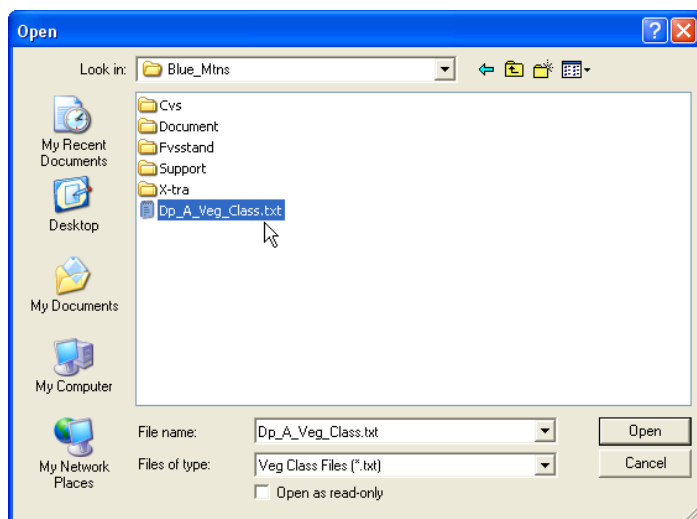 Open
Look in: Blue_Mtns
My Recent
Documents
Desktop
My Documents
My Computer
My Network
Places
Cvs
Document
Fvsstand
Support
X-tra
Dp_A_Veg_Class.txt
File name: Dp_A_Veg_Class.txt Open
Files of type: Veg Class Files (*.txt) Cancel
Open as read-only